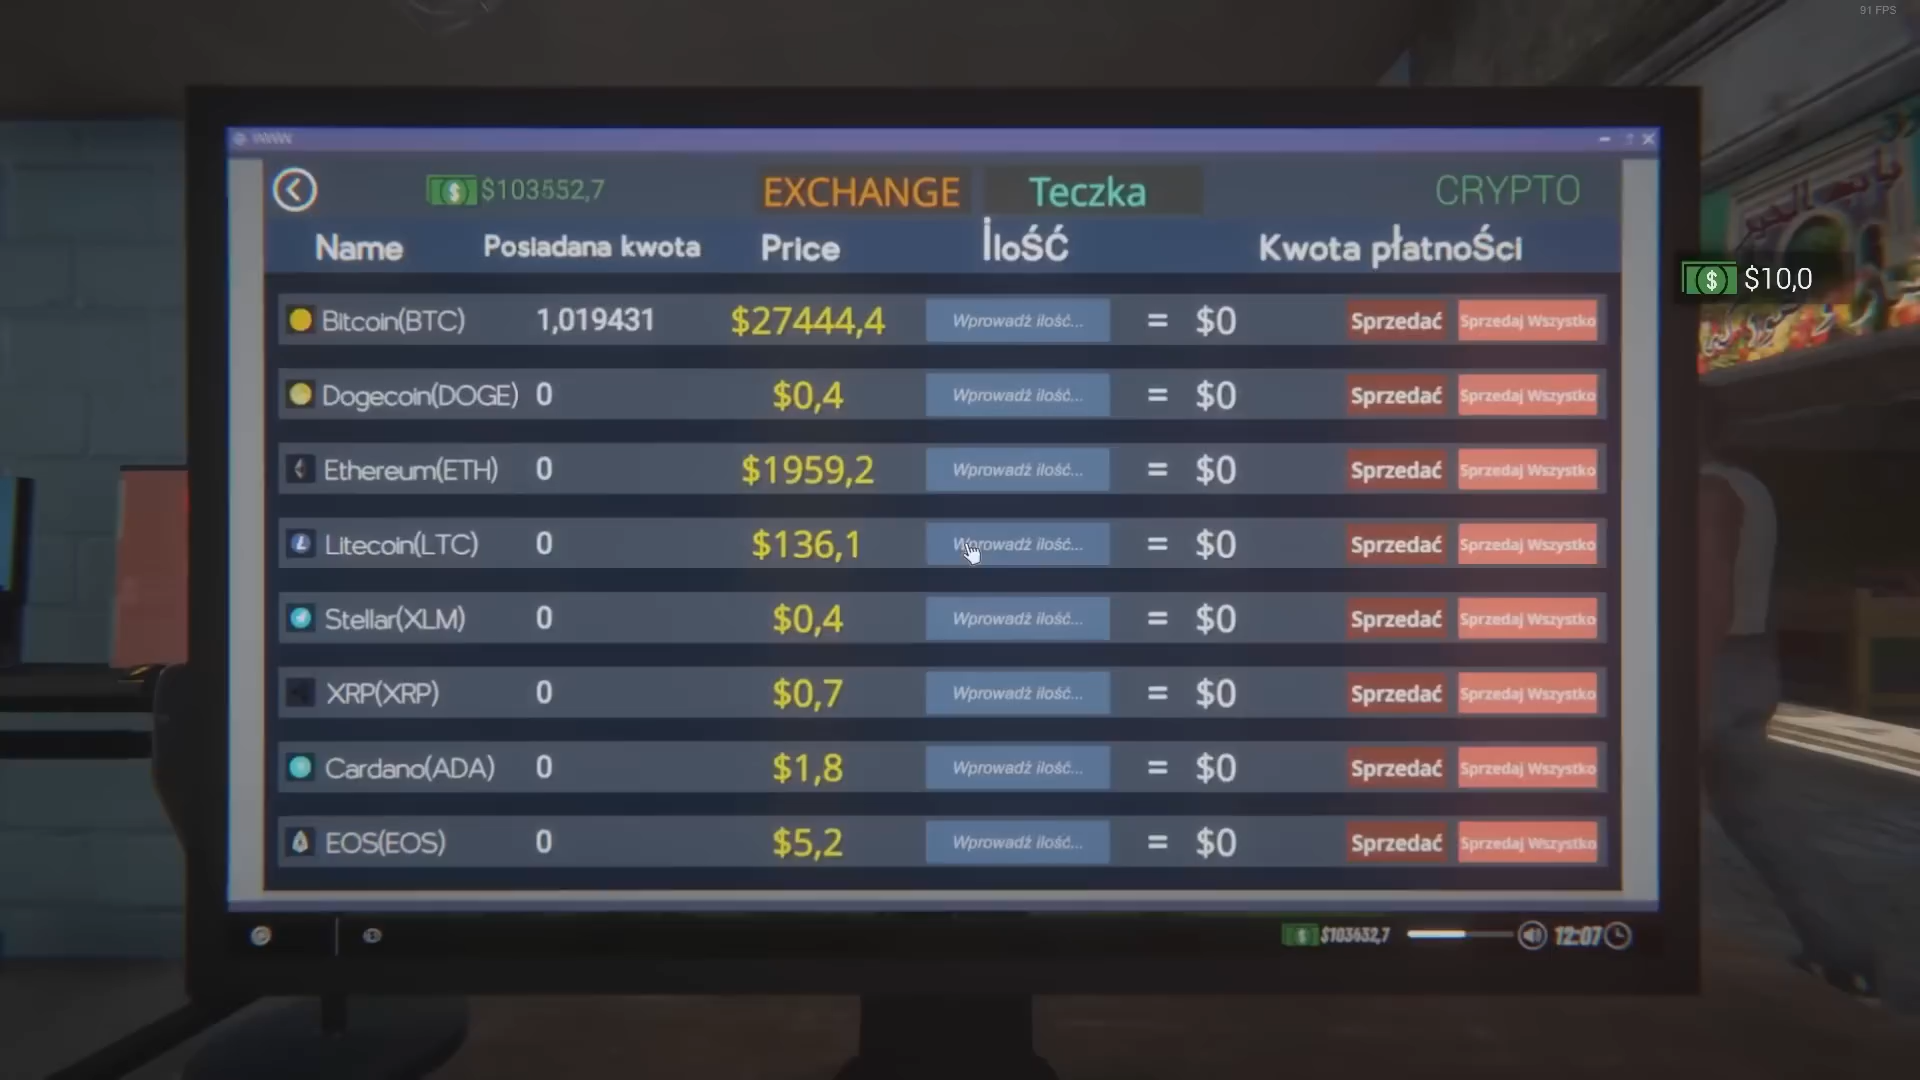 91 FPS
WWW
$103552,7 EXCHANGE Teczka CRYPTO
Name Posiadana kwota Price İloŚĆ Kwota płatnoŚci
$10,0
Bitcoin(BTC) 1,019431 $27444,4 Wprowadź ilość... = $0 Sprzedać Sprzedaj Wszystko
Dogecoin(DOGE) 0 $0,4 Wprowadź ilość... = $0 Sprzedać Sprzedaj Wszystko
Ethereum(ETH) 0 $1959,2 Wprowadź ilość... = $0 Sprzedać Sprzedaj Wszystko
Litecoin(LTC) 0 $136,1 Wprowadź ilość... = $0 Sprzedać Sprzedaj Wszystko
Stellar(XLM) 0 $0,4 Wprowadź ilość... = $0 Sprzedać Sprzedaj Wszystko
XRP(XRP) 0 $0,7 Wprowadź ilość... = $0 Sprzedać Sprzedaj Wszystko
Cardano(ADA) 0 $1,8 Wprowadź ilość... = $0 Sprzedać Sprzedaj Wszystko
EOS(EOS) 0 $5,2 Wprowadź ilość... = $0 Sprzedać Sprzedaj Wszystko
$103632,7 12:07